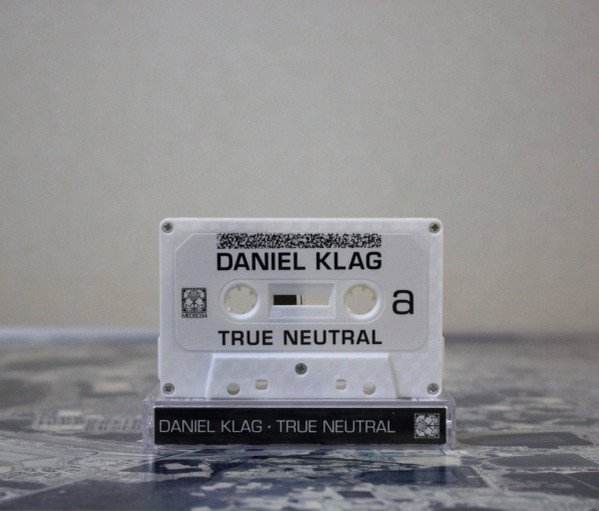 DANIEL KLAG
a
TRUE NEUTRAL
DANIEL KLAG · TRUE NEUTRAL